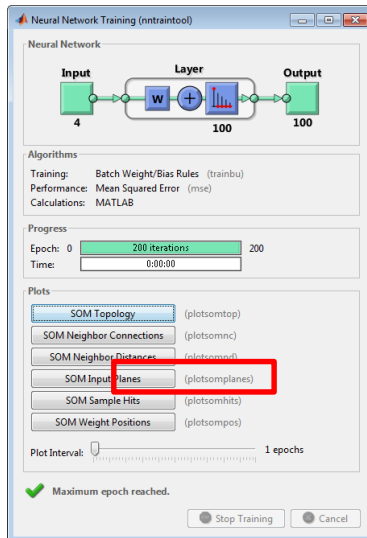 Neural Network Training (nntraintool)
Neural Network
Input
Layer
Output
W
4
100
100
Algorithms
Training: Batch Weight/Bias Rules (trainbu)
Performance: Mean Squared Error (mse)
Calculations: MATLAB
Progress
Epoch: 0 200 iterations 200
Time: 0:00:00
Plots
SOM Topology (plotsomtop)
SOM Neighbor Connections (plotsomnc)
SOM Neighbor Distances (plotsomnd)
SOM Input Planes (plotsomplanes)
SOM Sample Hits (plotsomhits)
SOM Weight Positions (plotsompos)
Plot Interval: 1 epochs
Maximum epoch reached.
Stop Training Cancel